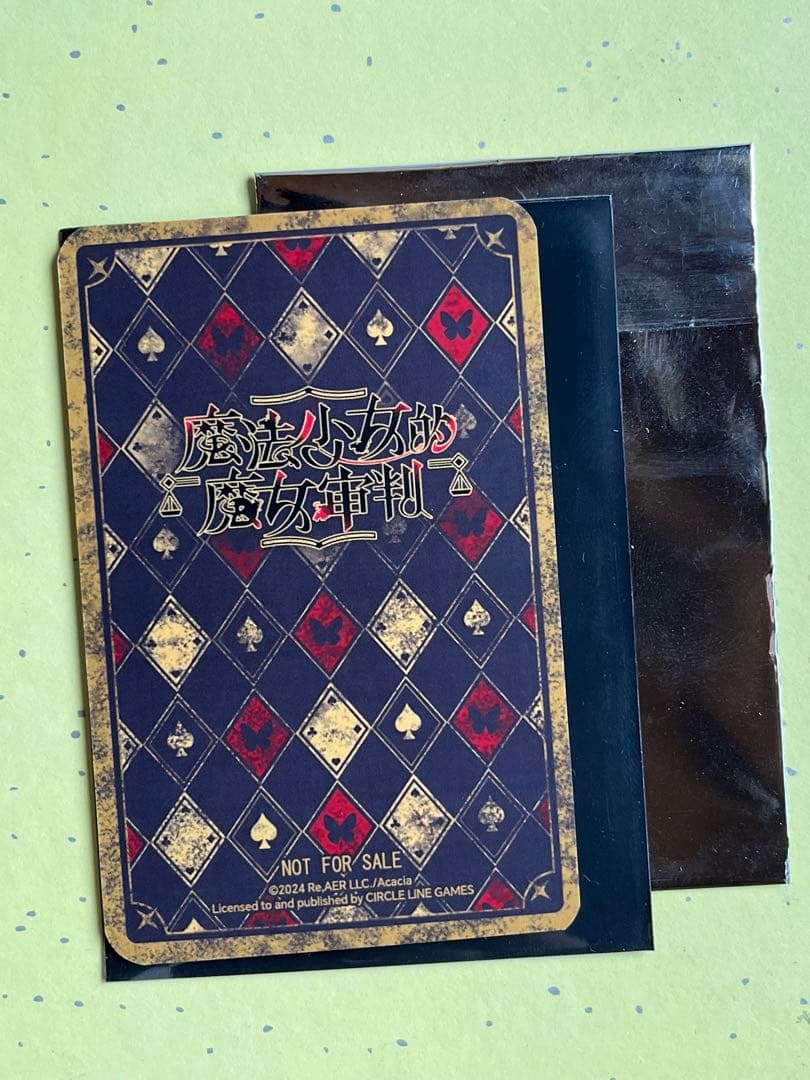 魔法少女的
魔女审判
NOT FOR SALE
©2024 Re,AER LLC./Acacia
Licensed to and published by CIRCLE LINE GAMES